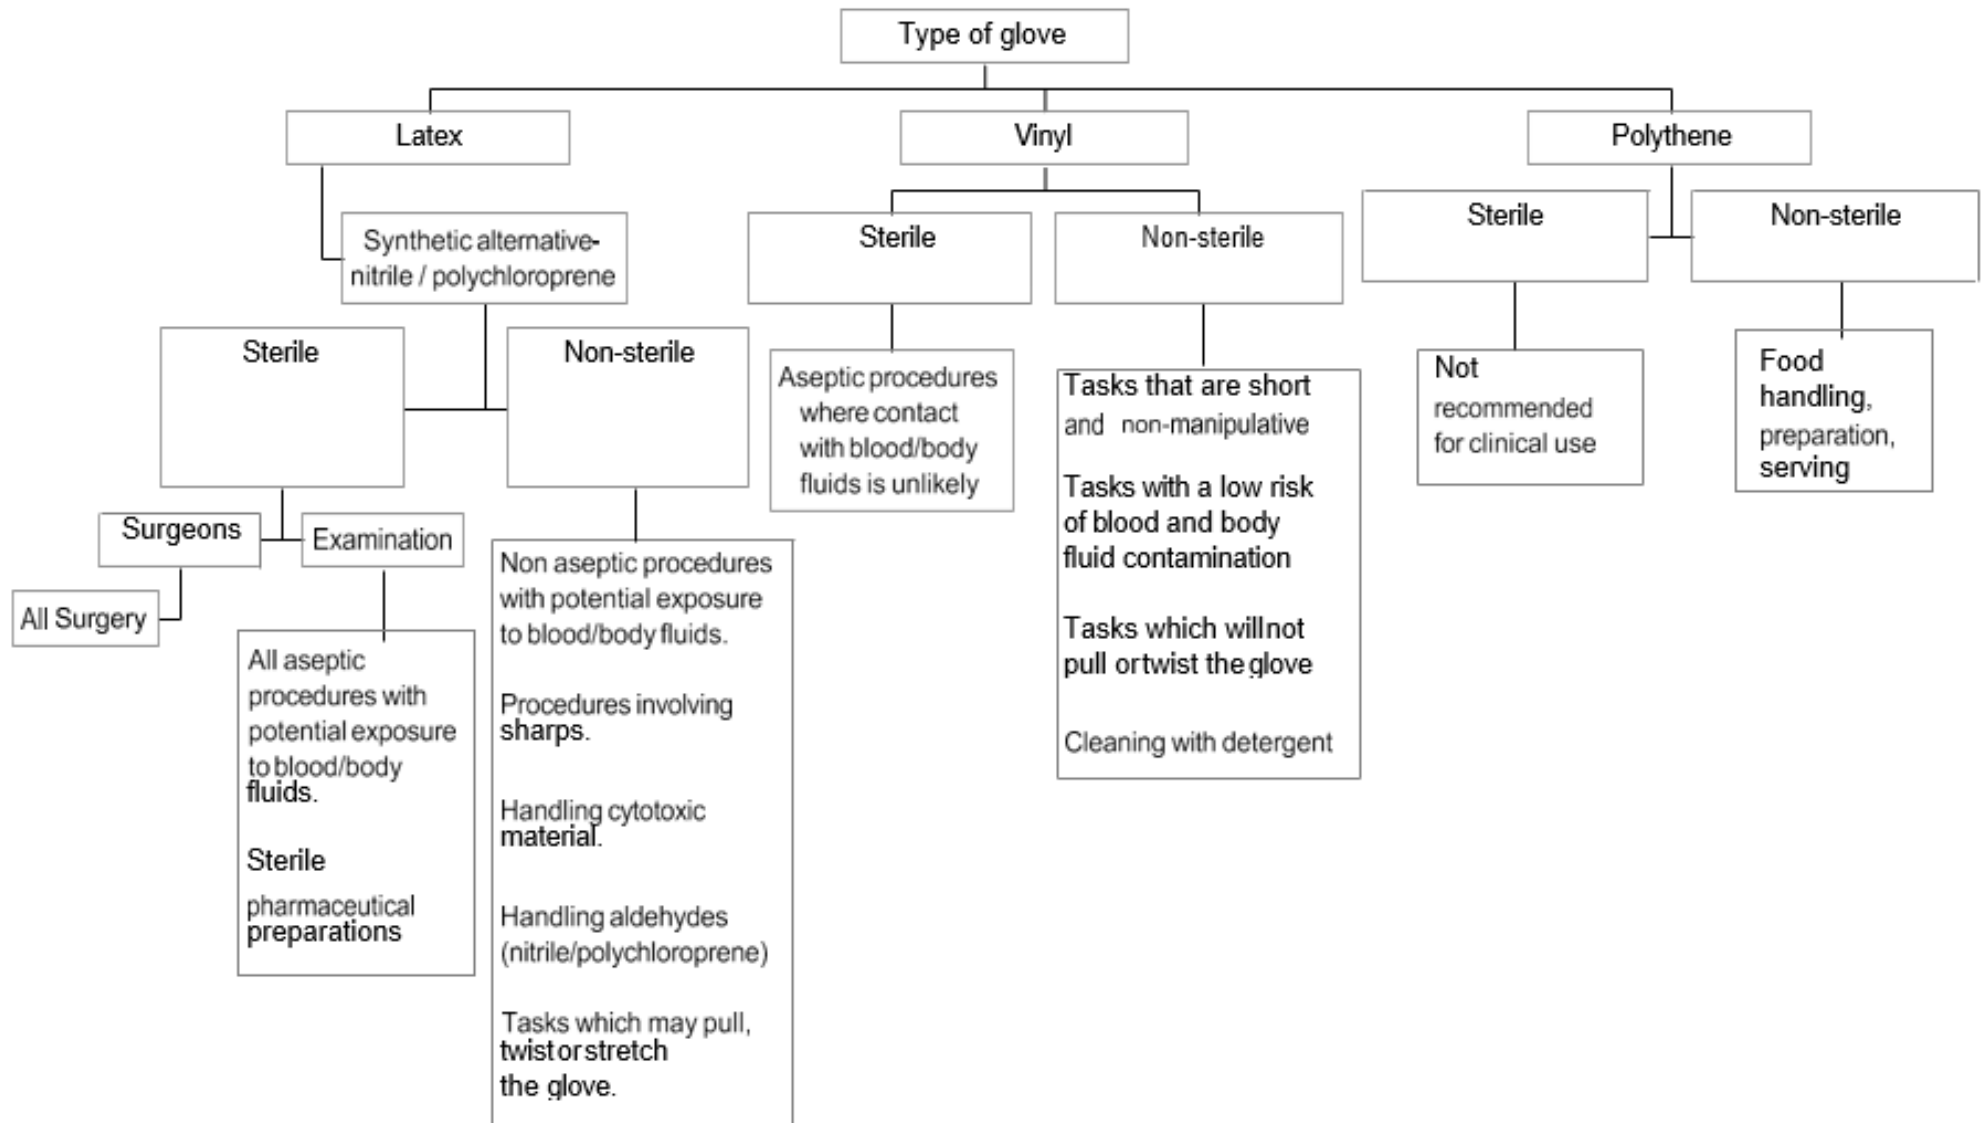 Type of glove
Latex
Vinyl
Polythene
Synthetic alternative-
nitrile / polychloroprene
Sterile
Non-sterile
Surgeons
Examination
All Surgery
All aseptic
procedures with
potential exposure
to blood/body
fluids.
Sterile
pharmaceutical
preparations
Non aseptic procedures
with potential exposure
to blood/body fluids.
Procedures involving
sharps.
Handling cytotoxic
material.
Handling aldehydes
(nitrile/polychloroprene)
Tasks which may pull,
twist or stretch
the glove.
Sterile
Non-sterile
Aseptic procedures
where contact
with blood/body
fluids is unlikely
Tasks that are short
and non-manipulative
Tasks with a low risk
of blood and body
fluid contamination
Tasks which will not
pull or twist the glove
Cleaning with detergent
Sterile
Non-sterile
Not
recommended
for clinical use
Food
handling,
preparation,
serving